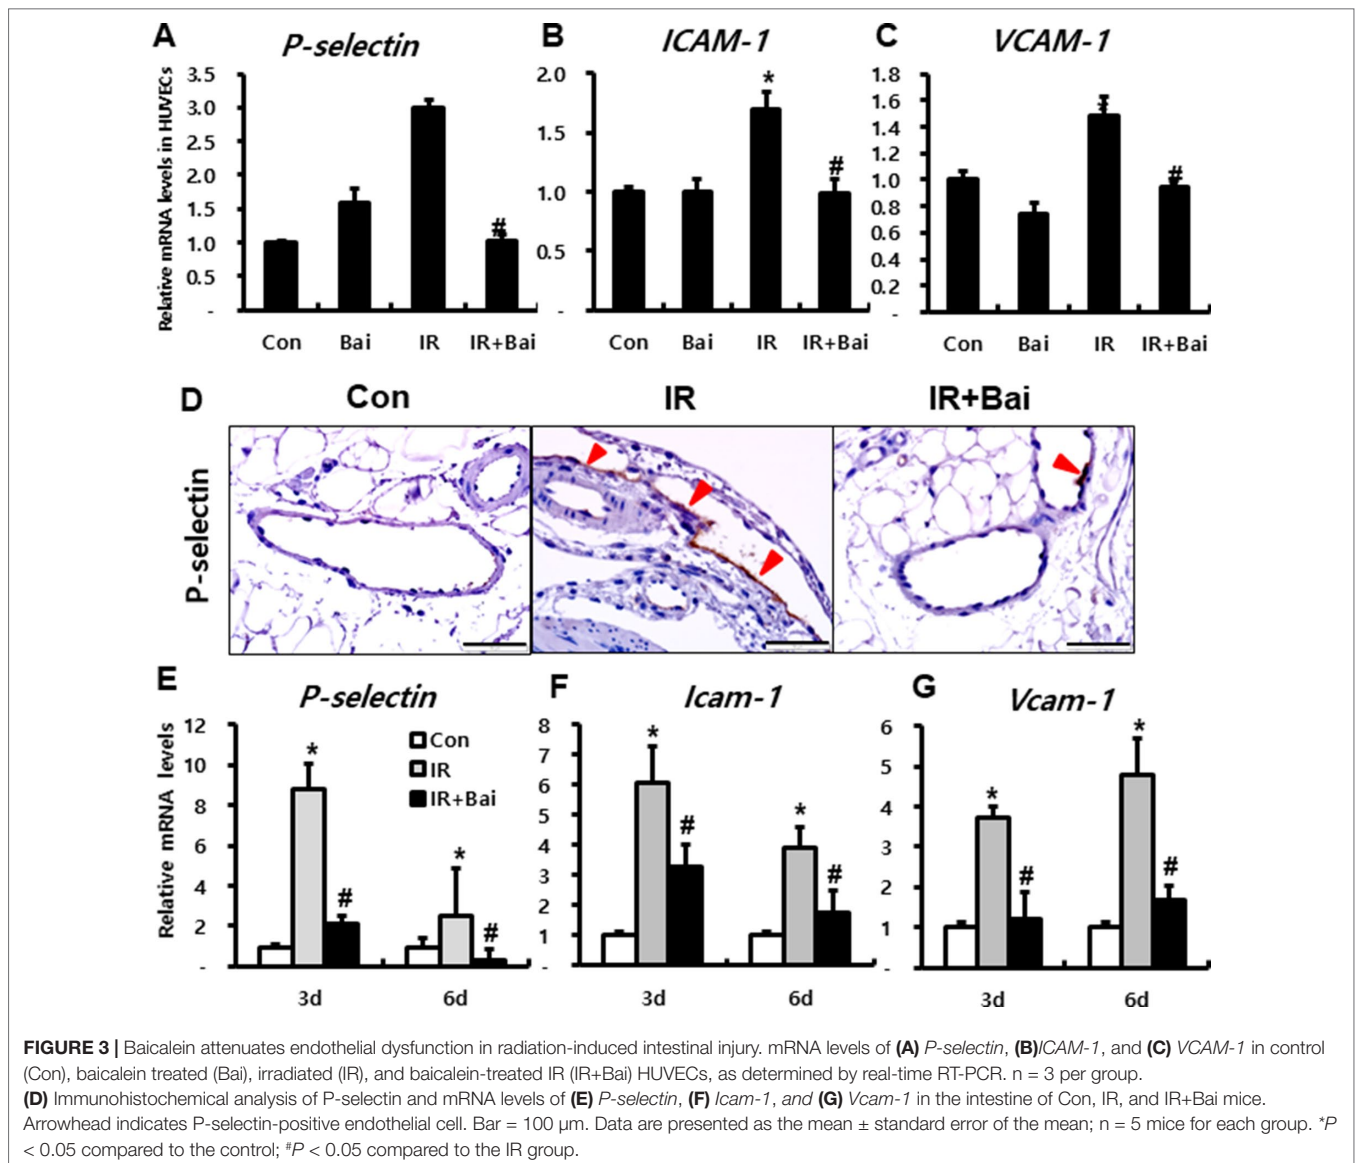 A P-selectin
B ICAM-1
C VCAM-1
Relative mRNA levels in HUVECs
3.5
3.0
2.5
2.0
1.5
1.0
0.5
-
#
Con Bai IR IR+Bai
2.0
1.5
1.0
0.5
-
*
#
Con Bai IR IR+Bai
1.8
1.6
1.4
1.2
1.0
0.8
0.6
0.4
0.2
-
*
#
Con Bai IR IR+Bai
D Con IR IR+Bai
P-selectin
E P-selectin
Relative mRNA levels
12
10
8
6
4
2
-
Con
IR
IR+Bai
*
#
*
#
3d 6d
F Icam-1
8
7
6
5
4
3
2
1
-
*
#
*
#
3d 6d
G Vcam-1
6
5
4
3
2
1
-
*
#
*
#
3d 6d
FIGURE 3 | Baicalein attenuates endothelial dysfunction in radiation-induced intestinal injury. mRNA levels of (A) P-selectin, (B)ICAM-1, and (C) VCAM-1 in control
(Con), baicalein treated (Bai), irradiated (IR), and baicalein-treated IR (IR+Bai) HUVECs, as determined by real-time RT-PCR. n = 3 per group.
(D) Immunohistochemical analysis of P-selectin and mRNA levels of (E) P-selectin, (F) Icam-1, and (G) Vcam-1 in the intestine of Con, IR, and IR+Bai mice.
Arrowhead indicates P-selectin-positive endothelial cell. Bar = 100 µm. Data are presented as the mean ± standard error of the mean; n = 5 mice for each group. *P
< 0.05 compared to the control; #P < 0.05 compared to the IR group.